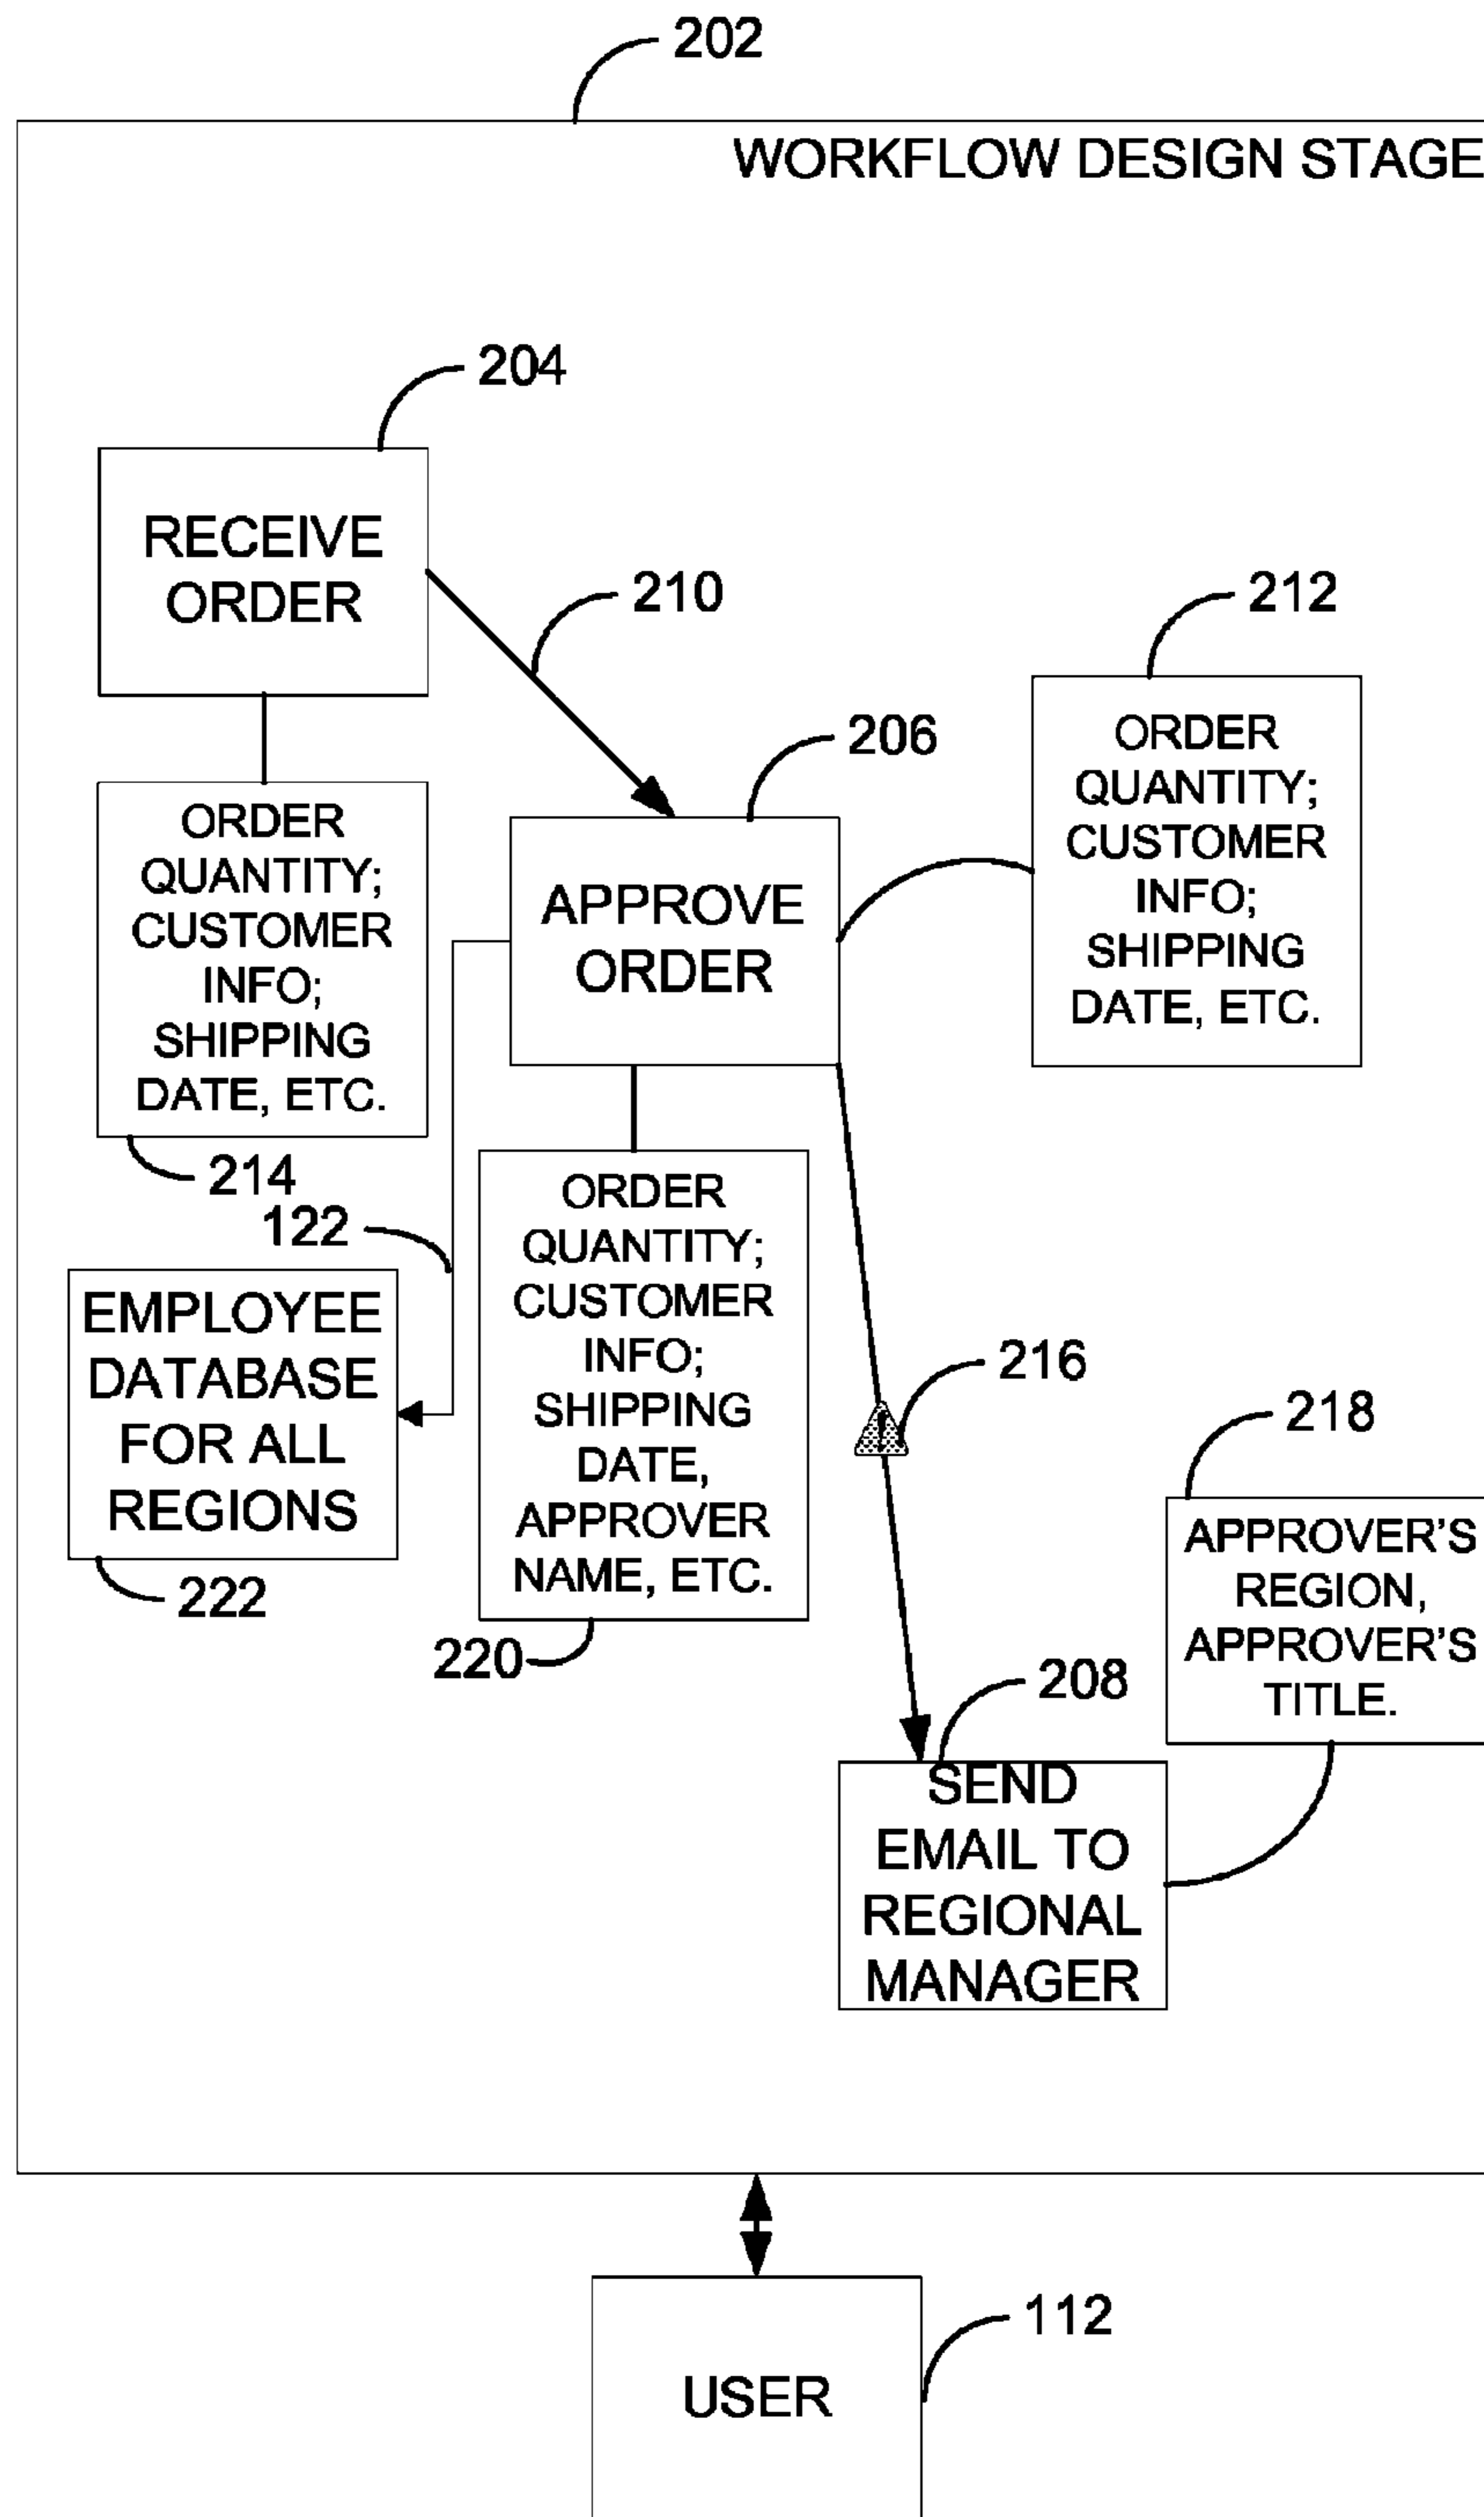 202
WORKFLOW DESIGN STAGE
204
RECEIVE
ORDER
210
212
ORDER
QUANTITY;
CUSTOMER
INFO;
SHIPPING
DATE, ETC.
206
APPROVE
ORDER
ORDER
QUANTITY;
CUSTOMER
INFO;
SHIPPING
DATE, ETC.
214
122
EMPLOYEE
DATABASE
FOR ALL
REGIONS
222
ORDER
QUANTITY;
CUSTOMER
INFO;
SHIPPING
DATE,
APPROVER
NAME, ETC.
220
216
218
APPROVER'S
REGION,
APPROVER'S
TITLE.
208
SEND
EMAIL TO
REGIONAL
MANAGER
112
USER